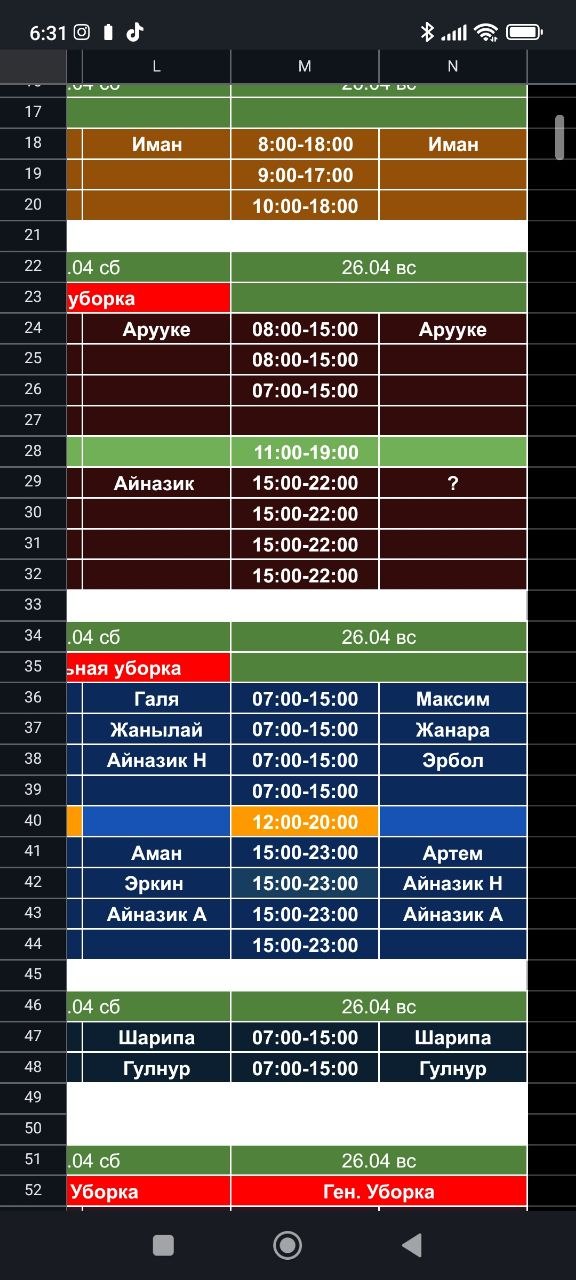 6:31
L M N
17
18 Иман 8:00-18:00 Иман
19 9:00-17:00
20 10:00-18:00
21
22 .04 сб 26.04 вс
23 уборка
24 Арууке 08:00-15:00 Арууке
25 08:00-15:00
26 07:00-15:00
27
28 11:00-19:00
29 Айназик 15:00-22:00 ?
30 15:00-22:00
31 15:00-22:00
32 15:00-22:00
33
34 .04 сб 26.04 вс
35 ьная уборка
36 Галя 07:00-15:00 Максим
37 Жанылай 07:00-15:00 Жанара
38 Айназик Н 07:00-15:00 Эрбол
39 07:00-15:00
40 12:00-20:00
41 Аман 15:00-23:00 Артем
42 Эркин 15:00-23:00 Айназик Н
43 Айназик А 15:00-23:00 Айназик А
44 15:00-23:00
45
46 .04 сб 26.04 вс
47 Шарипа 07:00-15:00 Шарипа
48 Гулнур 07:00-15:00 Гулнур
49
50
51 .04 сб 26.04 вс
52 Уборка Ген. Уборка